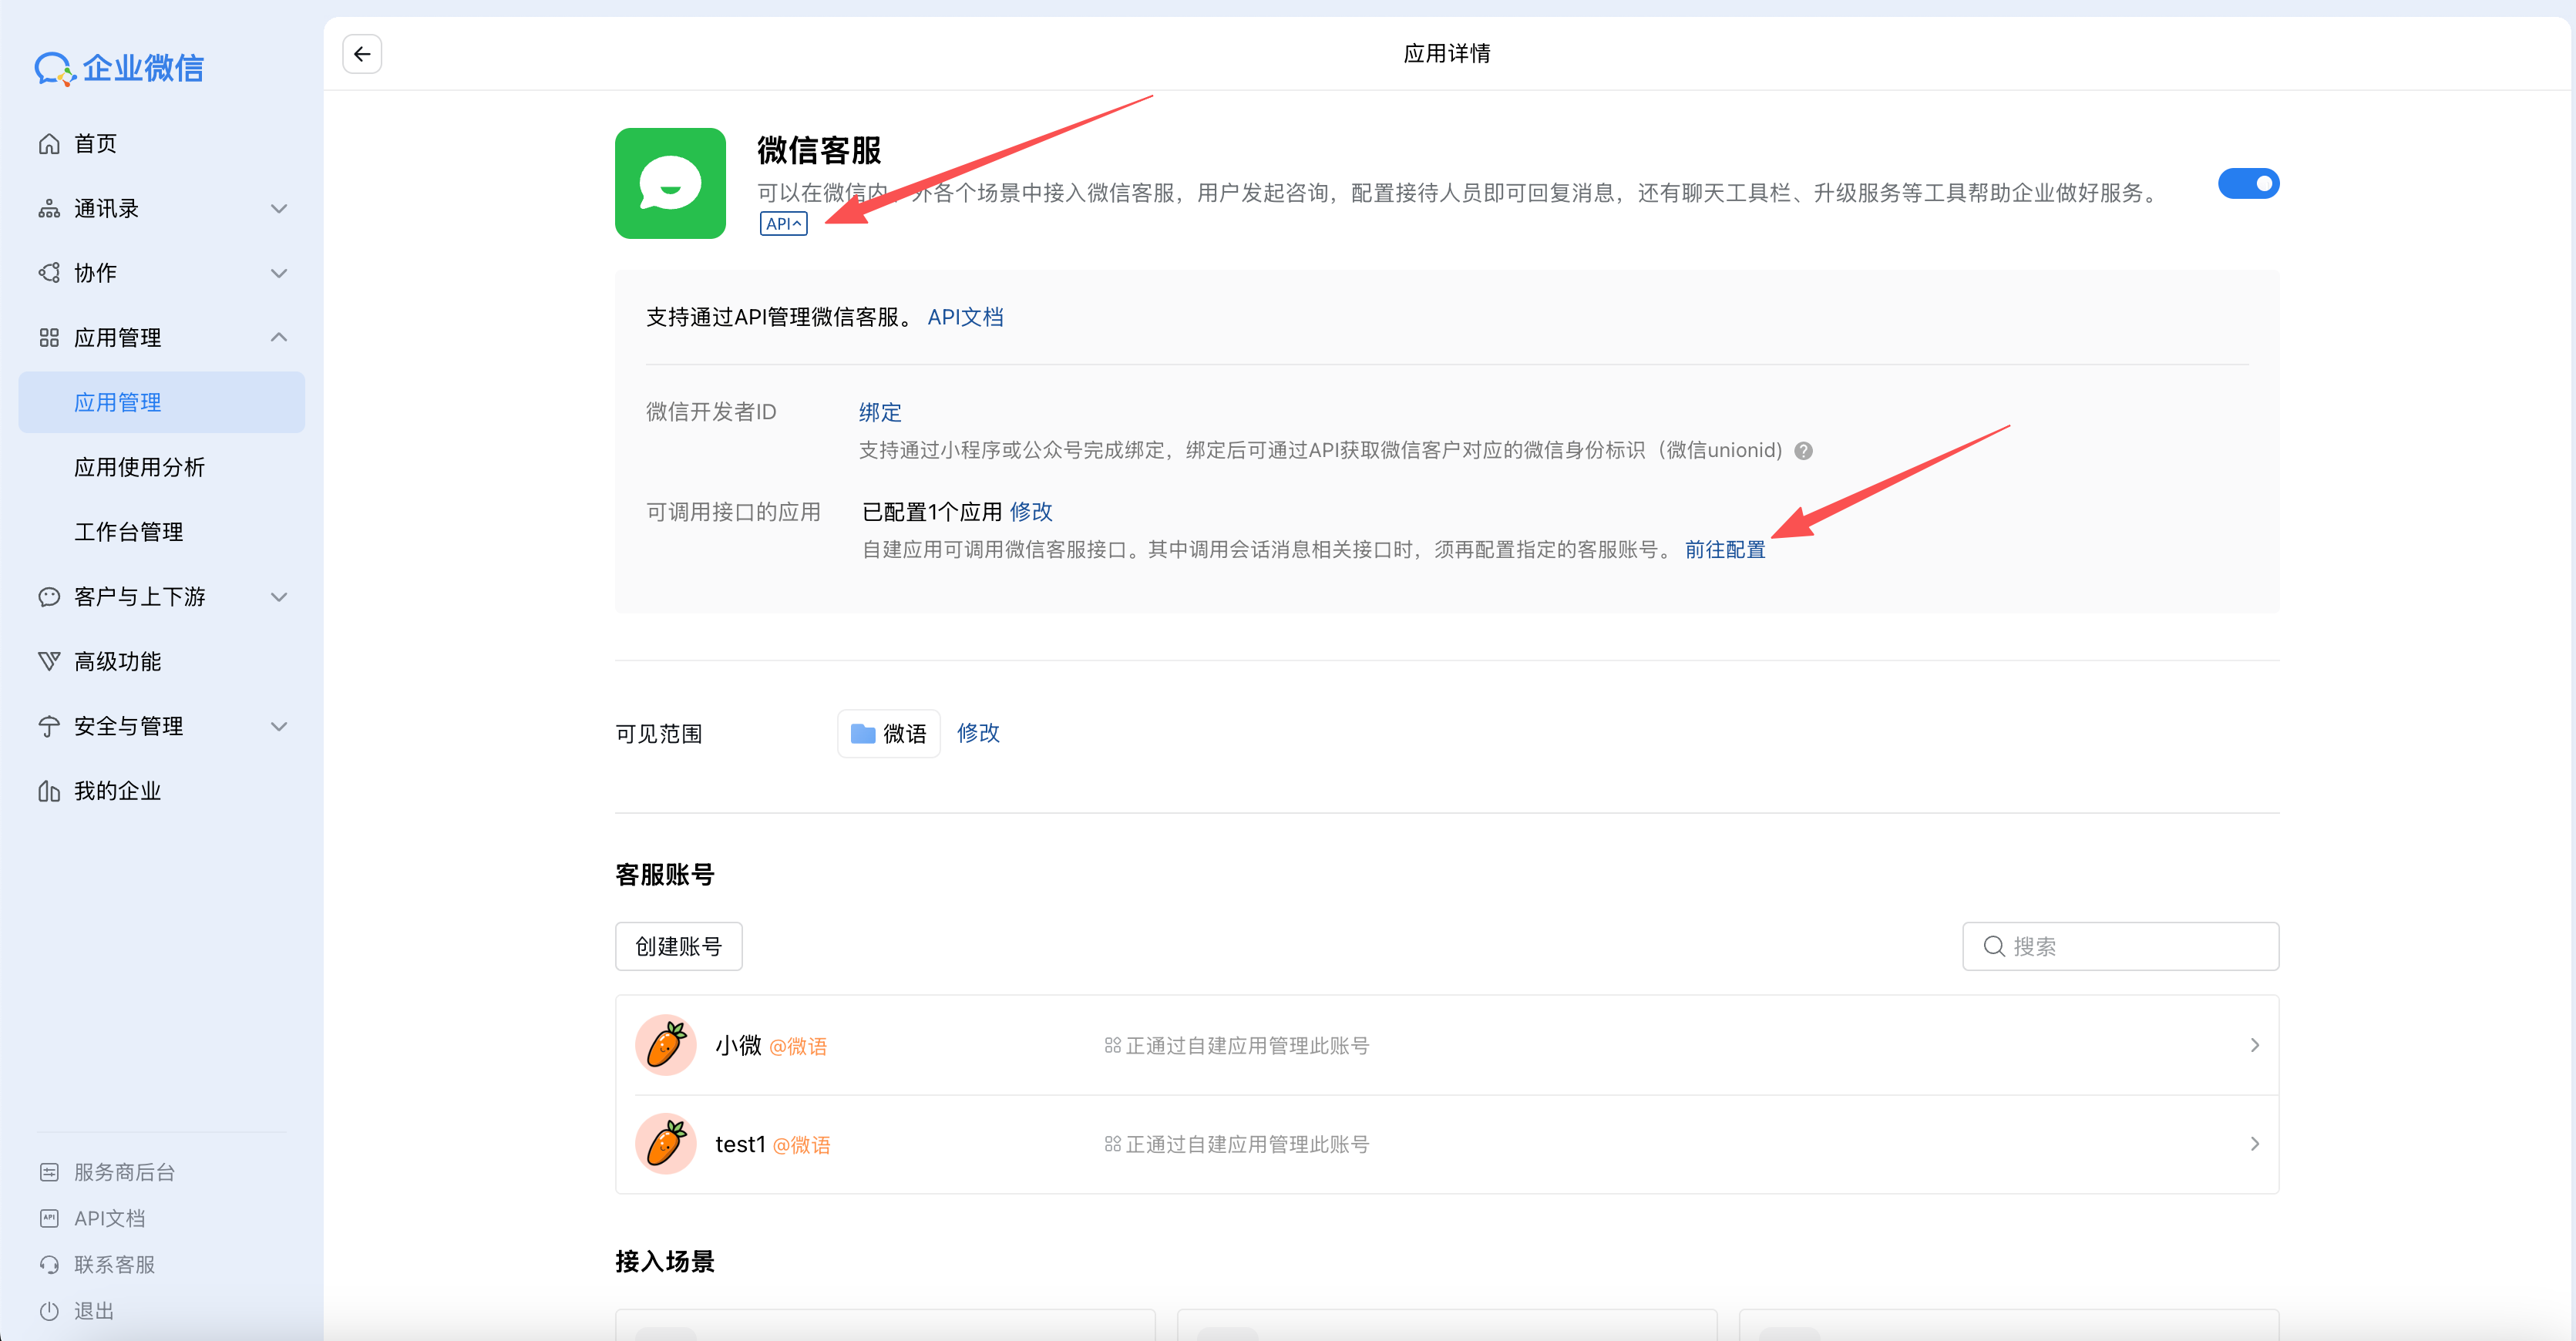 企业微信
首页
通讯录
协作
应用管理
应用管理
应用使用分析
工作台管理
客户与上下游
高级功能
安全与管理
我的企业
服务商后台
API文档
联系客服
退出
应用详情
微信客服
可以在微信内、外各个场景中接入微信客服，用户发起咨询，配置接待人员即可回复消息，还有聊天工具栏、升级服务等工具帮助企业做好服务。
API
支持通过API管理微信客服。 API文档
微信开发者ID 绑定
支持通过小程序或公众号完成绑定，绑定后可通过API获取微信客户对应的微信身份标识（微信unionid）
可调用接口的应用 已配置1个应用 修改
自建应用可调用微信客服接口。其中调用会话消息相关接口时，须再配置指定的客服账号。 前往配置
可见范围 微语 修改
客服账号
创建账号 搜索
小微 @微语 正通过自建应用管理此账号
test1 @微语 正通过自建应用管理此账号
接入场景